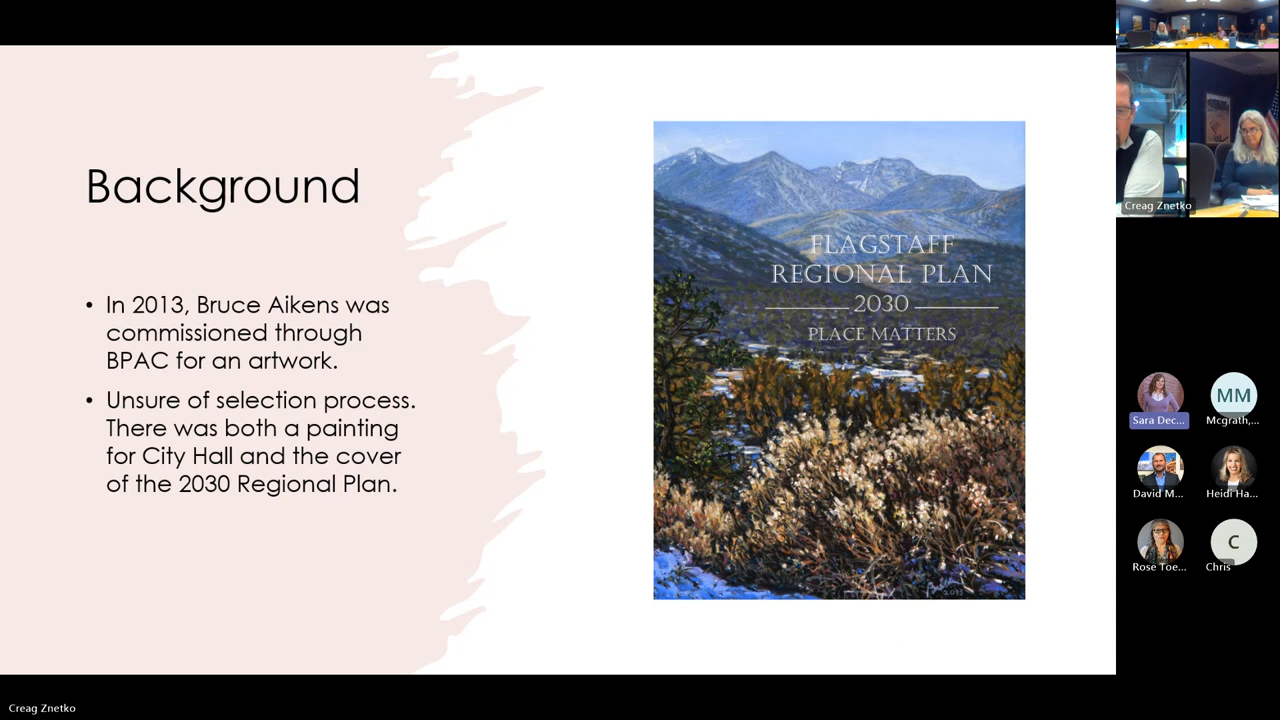 Background
• In 2013, Bruce Aikens was
commissioned through
BPAC for an artwork.
• Unsure of selection process.
There was both a painting
for City Hall and the cover
of the 2030 Regional Plan.
FLAGSTAFF
REGIONAL PLAN
2030
PLACE MATTERS
2013
Creag Znetko
Sara Dec...
MM
Mcgrath,...
David M...
Heidi Ha...
Rose Toe...
C
Chris
Creag Znetko